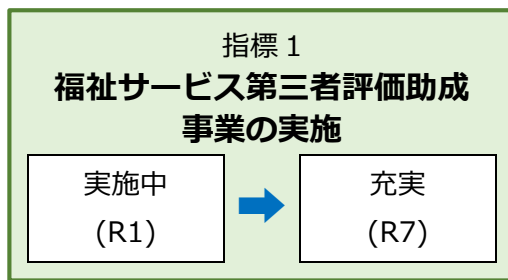 指標 1
福祉サービス第三者評価助成
事業の実施
実施中
(R1)
充実
(R7)